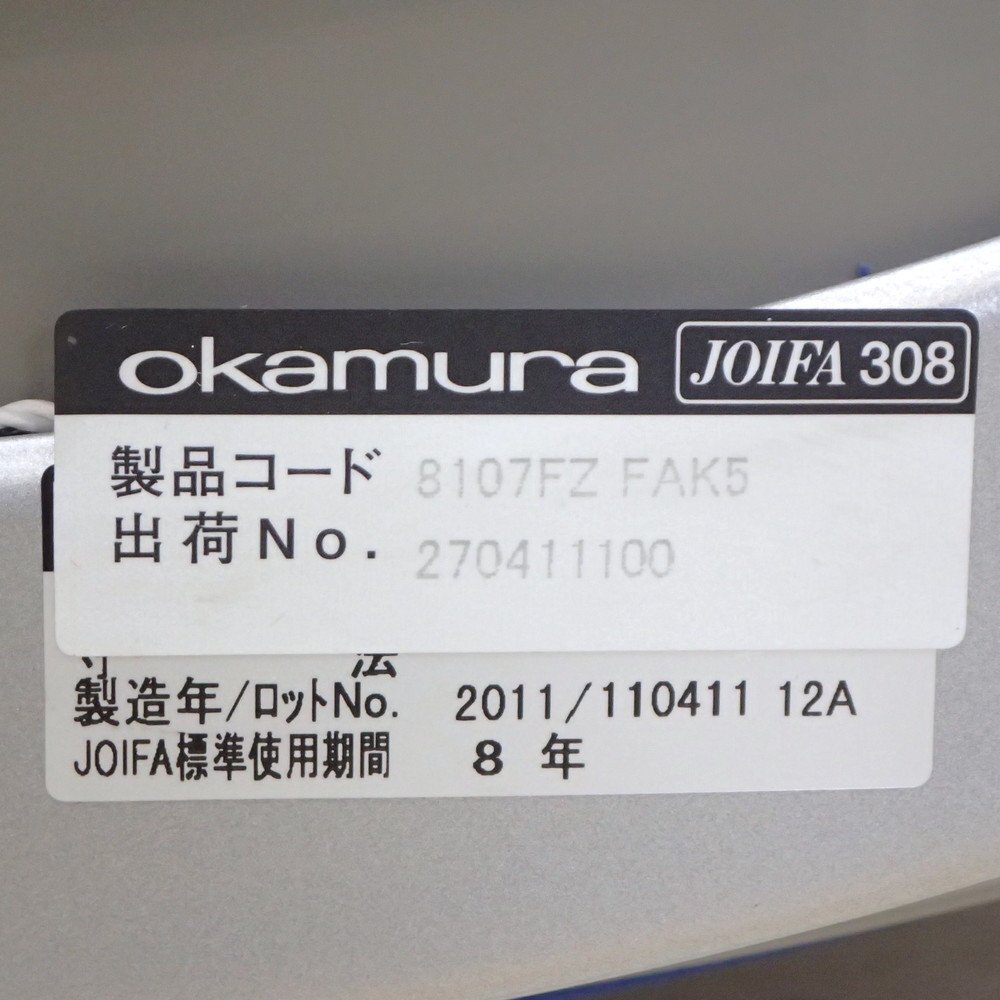 okamura JOIFA 308
製品コード 8107FZ FAK5
出荷No. 270411100
寸法
製造年/ロットNo. 2011/110411 12A
JOIFA標準使用期間 8 年